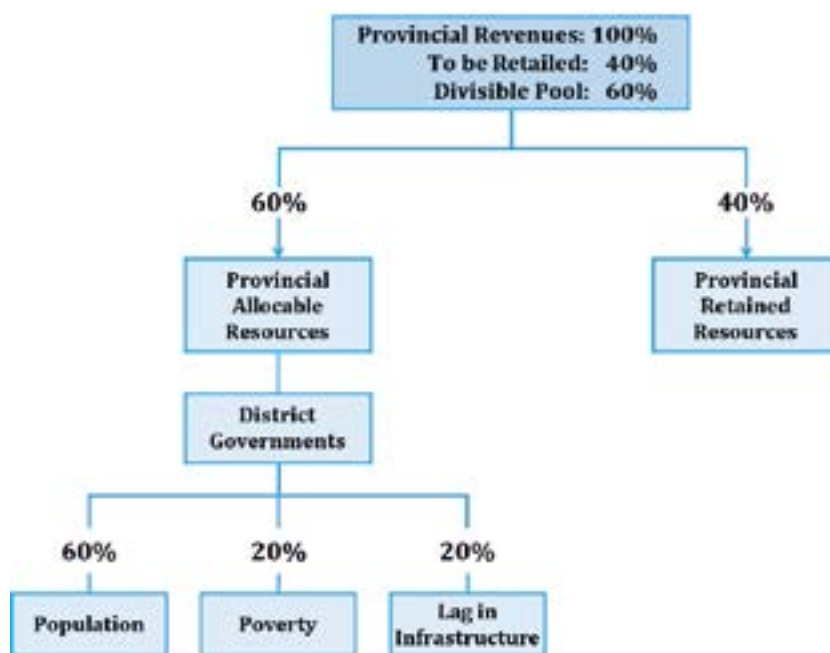 Provincial Revenues: 100%
To be Retailed: 40%
Divisible Pool: 60%
60%
40%
Provincial
Allocable
Resources
Provincial
Retained
Resources
District
Governments
60%
20%
20%
Population
Poverty
Lag in
Infrastructure